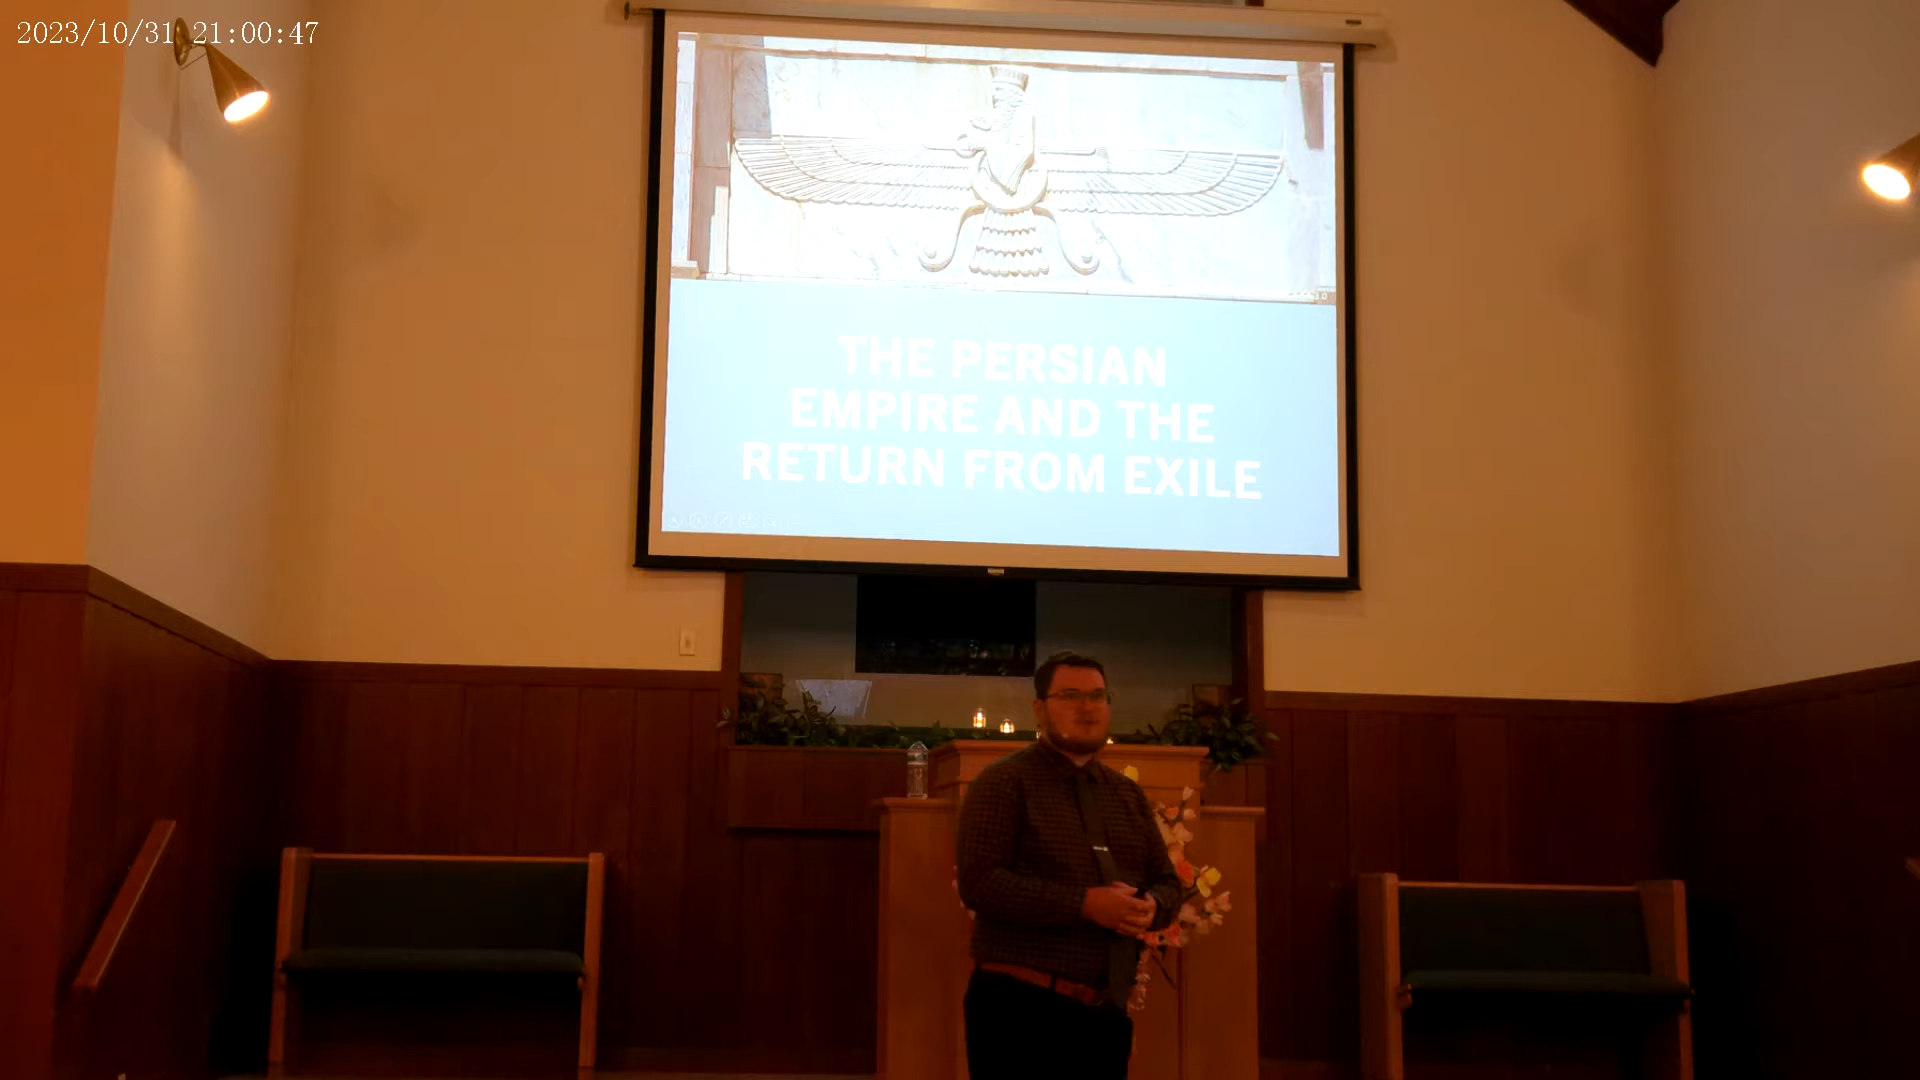 2023/10/31 21:00:47
THE PERSIAN
EMPIRE AND THE
RETURN FROM EXILE